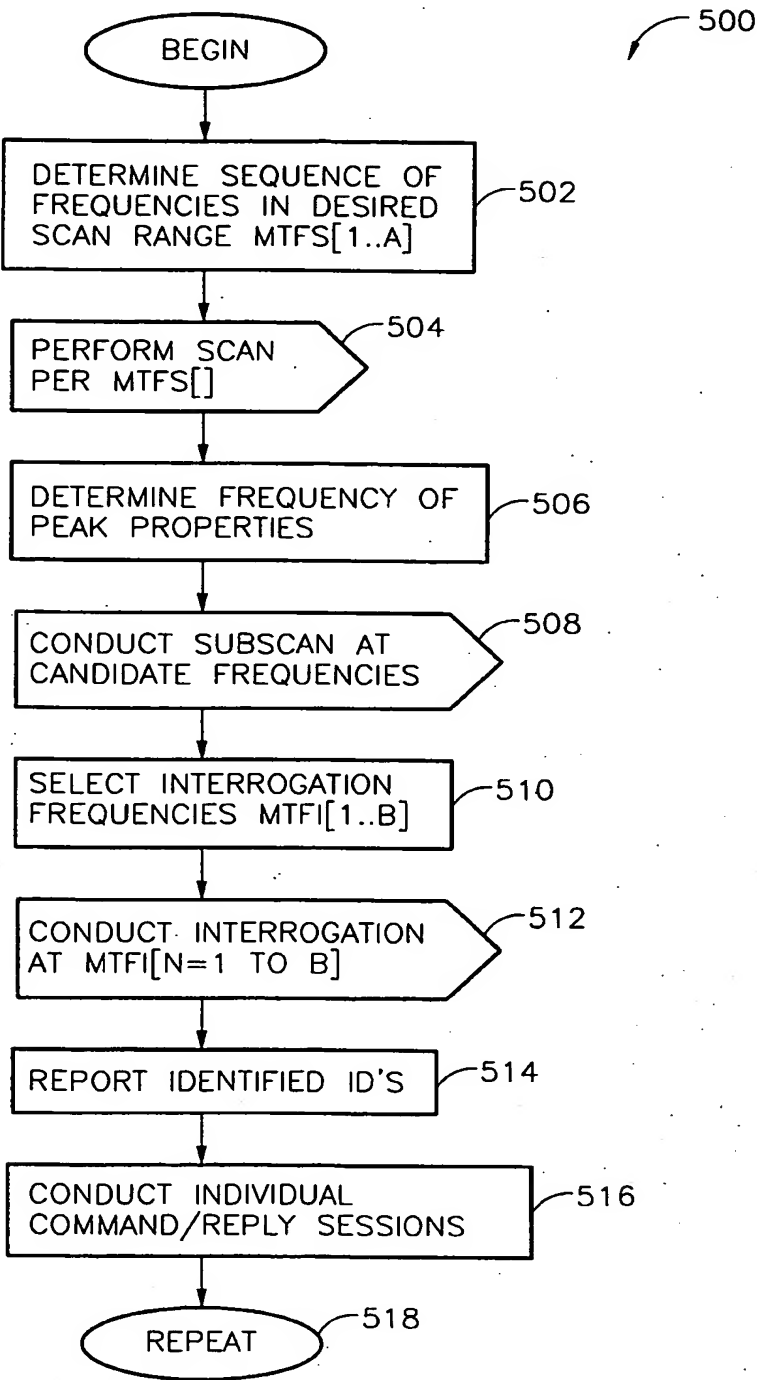 500
BEGIN
DETERMINE SEQUENCE OF
FREQUENCIES IN DESIRED
SCAN RANGE MTFS[1..A]
502
PERFORM SCAN
PER MTFS[]
504
DETERMINE FREQUENCY OF
PEAK PROPERTIES
506
CONDUCT SUBSCAN AT
CANDIDATE FREQUENCIES
508
SELECT INTERROGATION
FREQUENCIES MTFI[1..B]
510
CONDUCT INTERROGATION
AT MTFI[N=1 TO B]
512
REPORT IDENTIFIED ID'S
514
CONDUCT INDIVIDUAL
COMMAND/REPLY SESSIONS
516
REPEAT
518